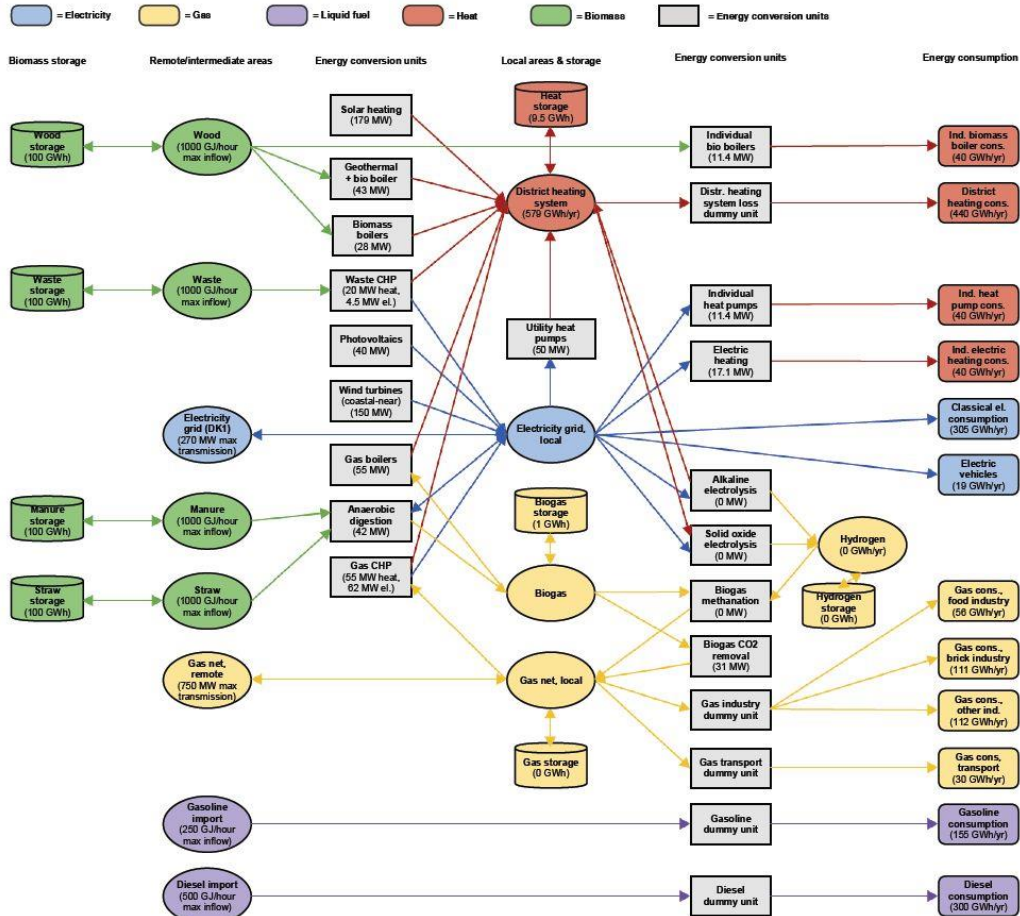 = Electricity
= Gas
= Liquid fuel
= Heat
= Biomass
= Energy conversion units
Biomass storage
Remote/intermediate areas
Energy conversion units
Local areas & storage
Energy conversion units
Energy consumption
Wood
storage
(100 GWh)
Wood
(1000 GJ/hour
max inflow)
Solar heating
(179 MW)
Geothermal
+ bio boiler
(43 MW)
Biomass
boilers
(28 MW)
Heat
storage
(9.5 GWh)
District heating
system
(579 GWh/yr)
Individual
bio boilers
(11.4 MW)
Ind. biomass
boiler cons.
(40 GWh/yr)
Distr. heating
system loss
dummy unit
District
heating cons.
(440 GWh/yr)
Waste
storage
(100 GWh)
Waste
(1000 GJ/hour
max inflow)
Waste CHP
(20 MW heat,
4.5 MW el.)
Photovoltaics
(40 MW)
Wind turbines
(coastal-near)
(150 MW)
Utility heat
pumps
(50 MW)
Individual
heat pumps
(11.4 MW)
Ind. heat
pump cons.
(40 GWh/yr)
Electric
heating
(17.1 MW)
Ind. electric
heating cons.
(40 GWh/yr)
Electricity
grid (DK1)
(270 MW max
transmission)
Electricity grid,
local
Classical el.
consumption
(305 GWh/yr)
Electric
vehicles
(19 GWh/yr)
Gas boilers
(55 MW)
Manure
storage
(100 GWh)
Manure
(1000 GJ/hour
max inflow)
Anaerobic
digestion
(42 MW)
Biogas
storage
(1 GWh)
Alkaline
electrolysis
(0 MW)
Solid oxide
electrolysis
(0 MW)
Hydrogen
(0 GWh/yr)
Straw
storage
(100 GWh)
Straw
(1000 GJ/hour
max inflow)
Gas CHP
(55 MW heat,
62 MW el.)
Biogas
Biogas
methanation
(0 MW)
Hydrogen
storage
(0 GWh)
Gas cons.,
food industry
(56 GWh/yr)
Gas net,
remote
(750 MW max
transmission)
Gas net, local
Biogas CO2
removal
(31 MW)
Gas cons.,
brick industry
(111 GWh/yr)
Gas industry
dummy unit
Gas cons.,
other ind.
(112 GWh/yr)
Gas storage
(0 GWh)
Gas transport
dummy unit
Gas cons,
transport
(30 GWh/yr)
Gasoline
import
(250 GJ/hour
max inflow)
Gasoline
dummy unit
Gasoline
consumption
(155 GWh/yr)
Diesel import
(500 GJ/hour
max inflow)
Diesel
dummy unit
Diesel
consumption
(300 GWh/yr)